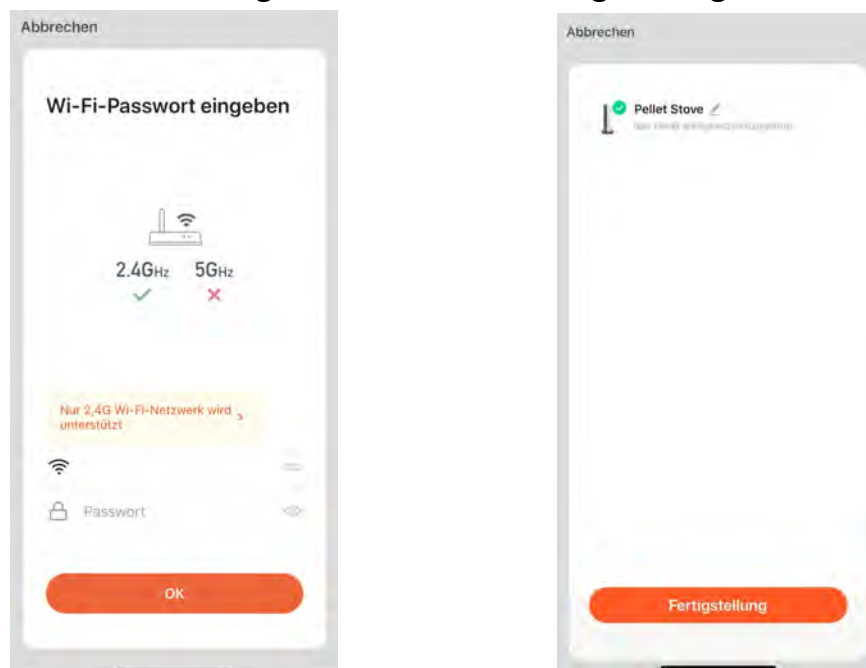 Abbrechen
Wi-Fi-Passwort eingeben
2.4GHz 5GHz
Nur 2,4G Wi-Fi-Netzwerk wird
unterstützt
Passwort
OK
Abbrechen
Pellet Stove
Fertigstellung